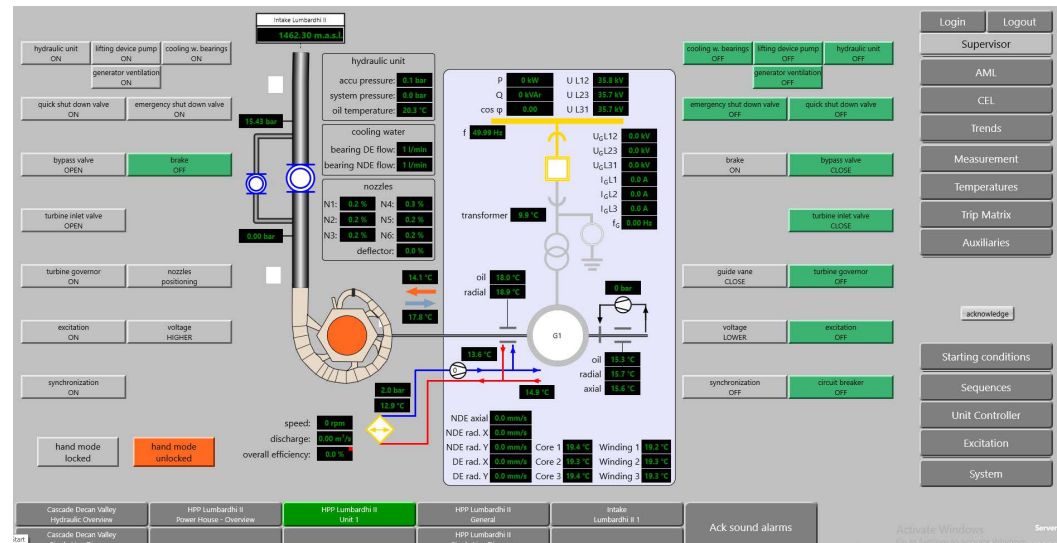 Intake Lumbardhi II
1462.30 m.a.s.l.
Login Logout
Supervisor
AML
CEL
Trends
Measurement
Temperatures
Trip Matrix
Auxiliaries
acknowledge
Starting conditions
Sequences
Unit Controller
Excitation
System
hydraulic unit
ON
lifting device pump
ON
cooling w. bearings
ON
generator ventilation
ON
quick shut down valve
ON
emergency shut down valve
ON
bypass valve
OPEN
brake
OFF
turbine inlet valve
OPEN
turbine governor
ON
nozzles
positioning
excitation
ON
voltage
HIGHER
synchronization
ON
hand mode
locked
hand mode
unlocked
15.43 bar
0.00 bar
hydraulic unit
accu pressure: 0.1 bar
system pressure: 0.0 bar
oil temperature: 20.3 °C
cooling water
bearing DE flow: 1 l/min
bearing NDE flow: 1 l/min
nozzles
N1: 0.2 % N4: 0.3 %
N2: 0.2 % N5: 0.2 %
N3: 0.2 % N6: 0.2 %
deflector: 0.0 %
14.1 °C
17.8 °C
P 0 kW U L12 35.8 kV
Q 0 kVAr U L23 35.7 kV
cos φ 0.00 U L31 35.7 kV
f 49.99 Hz
UGL12 0.0 kV
UGL23 0.0 kV
UGL31 0.0 kV
IGL1 0.0 A
IGL2 0.0 A
IGL3 0.0 A
fG 0.00 Hz
transformer 9.9 °C
oil 18.0 °C
radial 18.9 °C
0 bar
G1
13.6 °C
0
14.9 °C
2.0 bar
12.9 °C
oil 15.3 °C
radial 15.7 °C
axial 15.6 °C
speed: 0 rpm
discharge: 0.00 m³/s
overall efficiency: 0.0 %
NDE axial 0.0 mm/s
NDE rad. X 0.0 mm/s
NDE rad. Y 0.0 mm/s Core 1 19.4 °C Winding 1 19.2 °C
DE rad. X 0.0 mm/s Core 2 19.3 °C Winding 2 19.3 °C
DE rad. Y 0.0 mm/s Core 3 19.4 °C Winding 3 19.3 °C
cooling w. bearings
OFF
lifting device pump
OFF
hydraulic unit
OFF
generator ventilation
OFF
emergency shut down valve
OFF
quick shut down valve
OFF
brake
ON
bypass valve
CLOSE
turbine inlet valve
CLOSE
guide vane
CLOSE
turbine governor
OFF
voltage
LOWER
excitation
OFF
synchronization
OFF
circuit breaker
OFF
Cascade Decan Valley
Hydraulic Overview
HPP Lumbardhi II
Power House - Overview
HPP Lumbardhi II
Unit 1
HPP Lumbardhi II
General
Intake
Lumbardhi II 1
Ack sound alarms
Cascade Decan Valley
HPP Lumbardhi II
Start
Activate Windows
Server